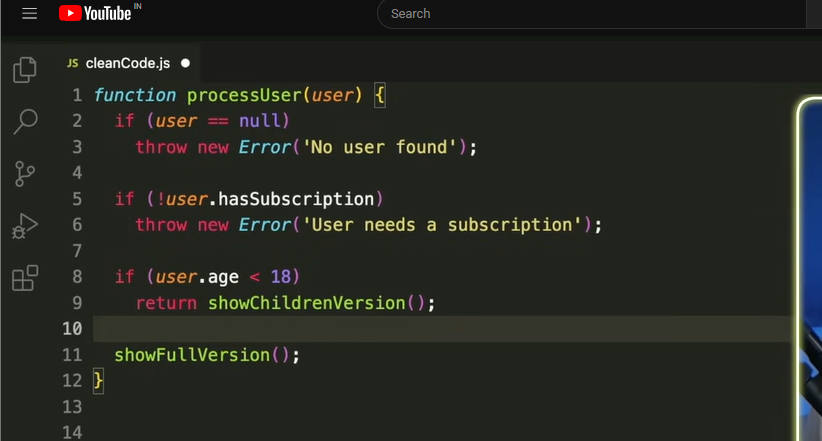 YouTube IN
Search
JS cleanCode.js
1 function processUser(user) {
2 if (user == null)
3 throw new Error('No user found');
4
5 if (!user.hasSubscription)
6 throw new Error('User needs a subscription');
7
8 if (user.age < 18)
9 return showChildrenVersion();
10
11 showFullVersion();
12 }
13
14